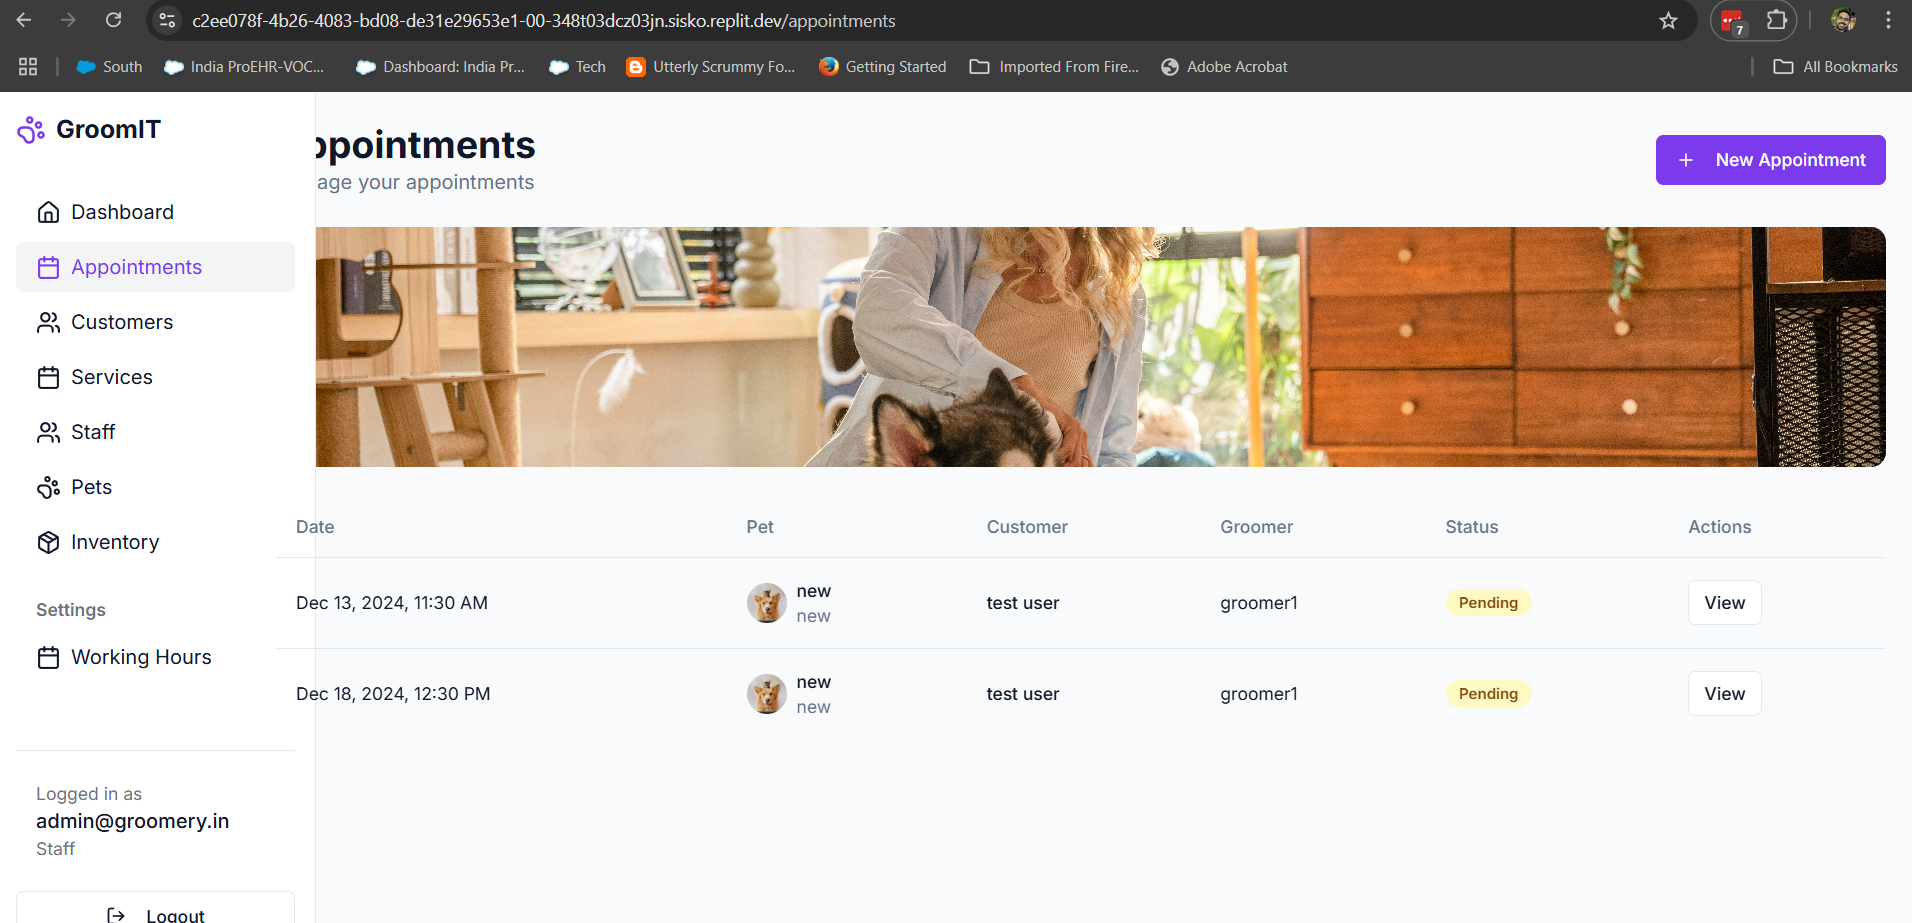 c2ee078f-4b26-4083-bd08-de31e29653e1-00-348t03dcz03jn.sisko.replit.dev/appointments
7
South India ProEHR-VOC... Dashboard: India Pr... Tech Utterly Scrummy Fo... Getting Started Imported From Fire... Adobe Acrobat All Bookmarks
GroomIT
Dashboard
Appointments
Customers
Services
Staff
Pets
Inventory
Settings
Working Hours
Logged in as
admin@groomery.in
Staff
Logout
ppointments
age your appointments
New Appointment
Date Pet Customer Groomer Status Actions
Dec 13, 2024, 11:30 AM new new test user groomer1 Pending View
Dec 18, 2024, 12:30 PM new new test user groomer1 Pending View